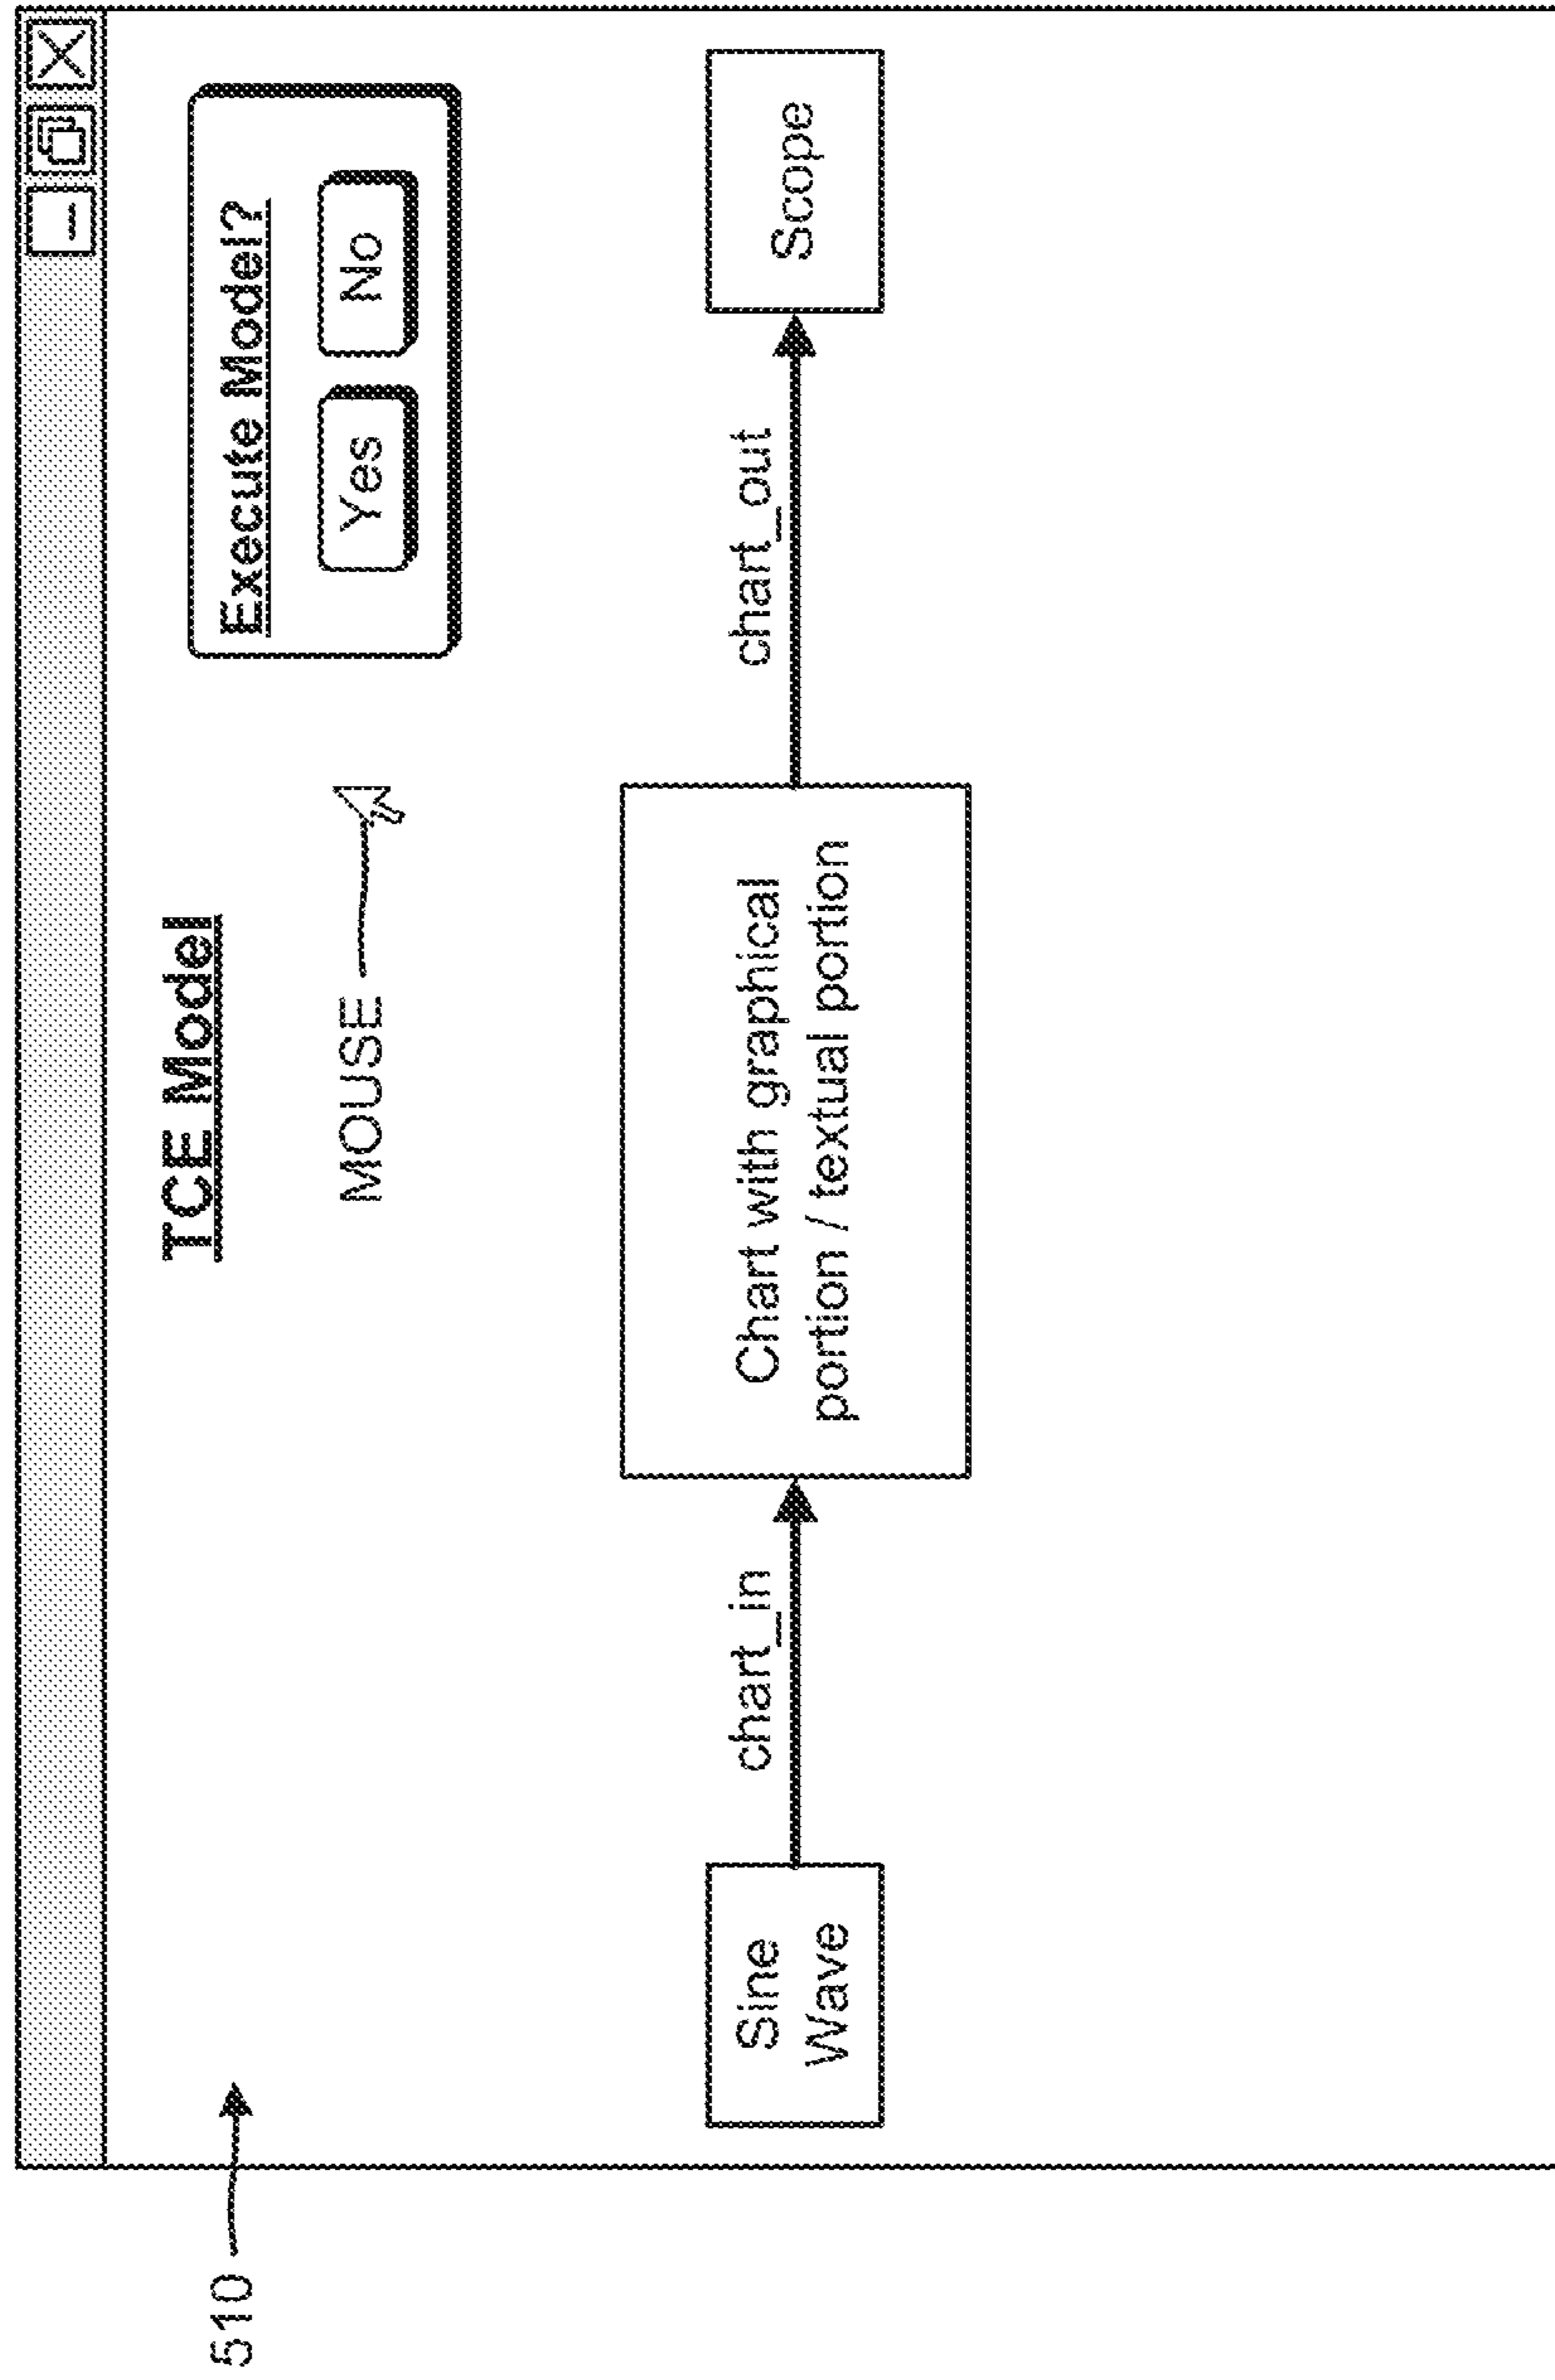 510
TCE Model
MOUSE
Execute Model?
Yes
No
Sine
Wave
chart_in
Chart with graphical
portion / textual portion
chart_out
Scope